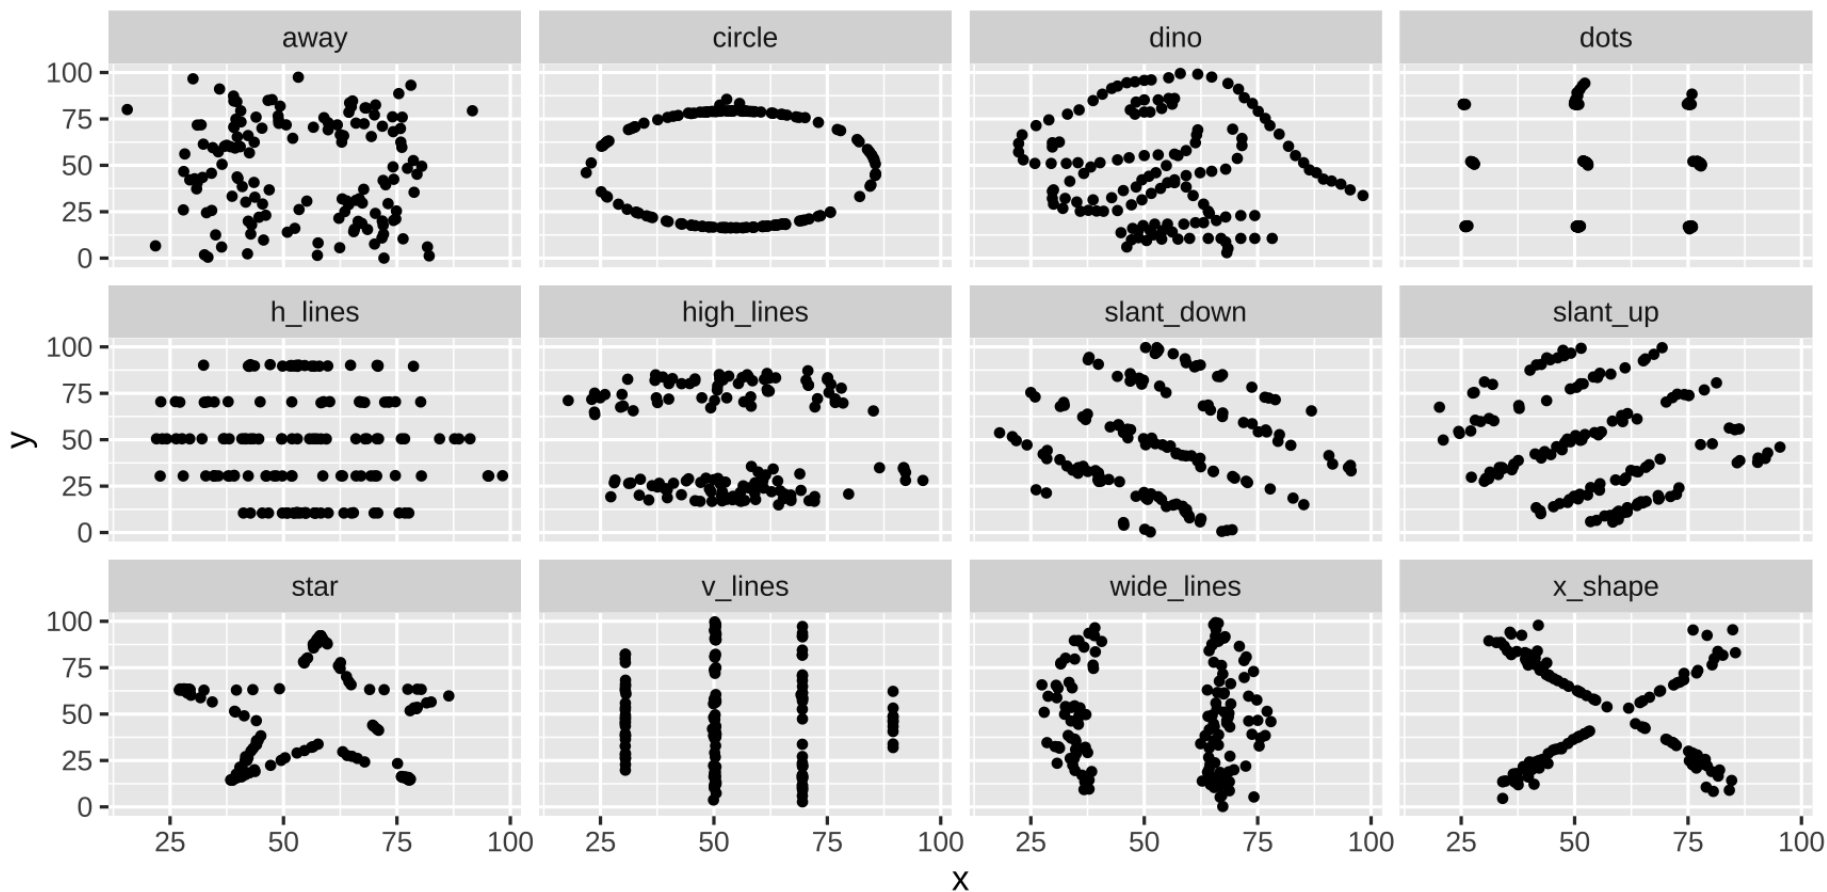 away circle dino dots
100
75
50
25
0
h_lines high_lines slant_down slant_up
100
75
50
25
0
y
star v_lines wide_lines x_shape
100
75
50
25
0
25 50 75 100 25 50 75 100 25 50 75 100 25 50 75 100
x